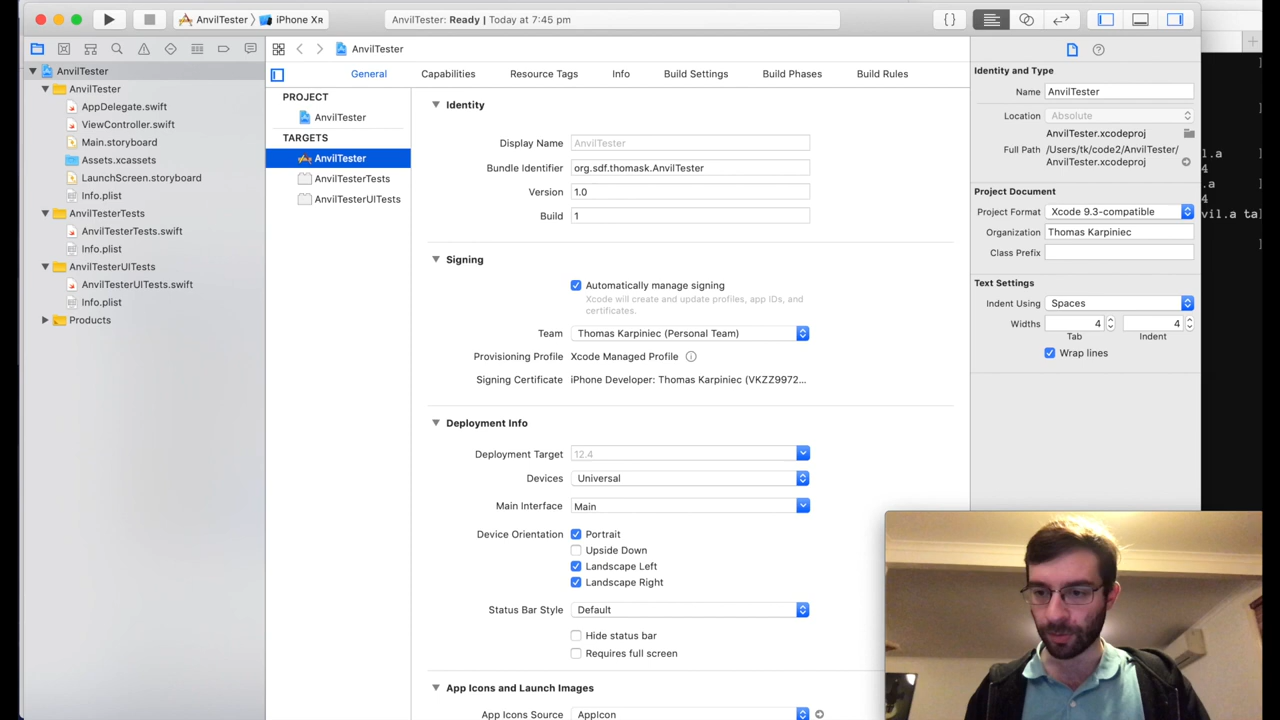 AnvilTester
iPhone XR
AnvilTester: Ready | Today at 7:45 pm
{ }
AnvilTester
AnvilTester
AppDelegate.swift
ViewController.swift
Main.storyboard
Assets.xcassets
LaunchScreen.storyboard
Info.plist
AnvilTesterTests
AnvilTesterTests.swift
Info.plist
AnvilTesterUITests
AnvilTesterUITests.swift
Info.plist
Products
AnvilTester
General Capabilities Resource Tags Info Build Settings Build Phases Build Rules
PROJECT
AnvilTester
TARGETS
AnvilTester
AnvilTesterTests
AnvilTesterUITests
Identity
Display Name AnvilTester
Bundle Identifier org.sdf.thomask.AnvilTester
Version 1.0
Build 1
Signing
Automatically manage signing
Xcode will create and update profiles, app IDs, and
certificates.
Team Thomas Karpiniec (Personal Team)
Provisioning Profile Xcode Managed Profile
Signing Certificate iPhone Developer: Thomas Karpiniec (VKZZ9972...
Deployment Info
Deployment Target 12.4
Devices Universal
Main Interface Main
Device Orientation Portrait
Upside Down
Landscape Left
Landscape Right
Status Bar Style Default
Hide status bar
Requires full screen
App Icons and Launch Images
App Icons Source AppIcon
Identity and Type
Name AnvilTester
Location Absolute
AnvilTester.xcodeproj
Full Path /Users/tk/code2/AnvilTester/
AnvilTester.xcodeproj
Project Document
Project Format Xcode 9.3-compatible
Organization Thomas Karpiniec
Class Prefix
Text Settings
Indent Using Spaces
Widths 4 4
Tab Indent
Wrap lines
]
]
l.a ]
4
.a ]
4
vil.a ta
]